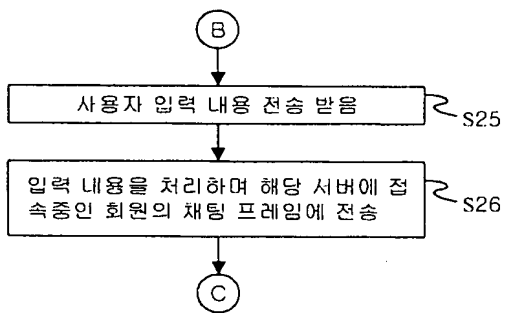 B
사용자 입력 내용 전송 받음
S25
입력 내용을 처리하며 해당 서버에 접
속중인 회원의 채팅 프레임에 전송
S26
C